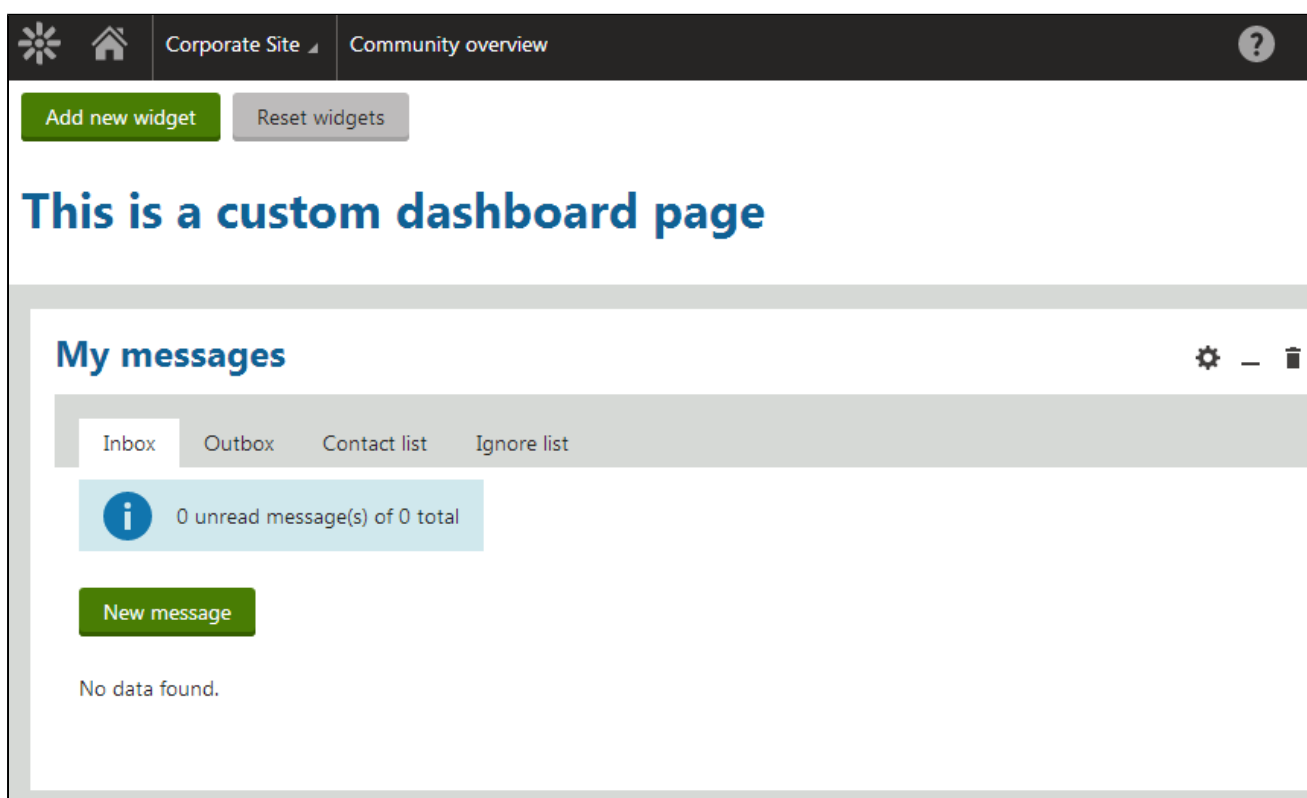 Corporate Site Community overview
Add new widget Reset widgets
This is a custom dashboard page
My messages
Inbox Outbox Contact list Ignore list
0 unread message(s) of 0 total
New message
No data found.